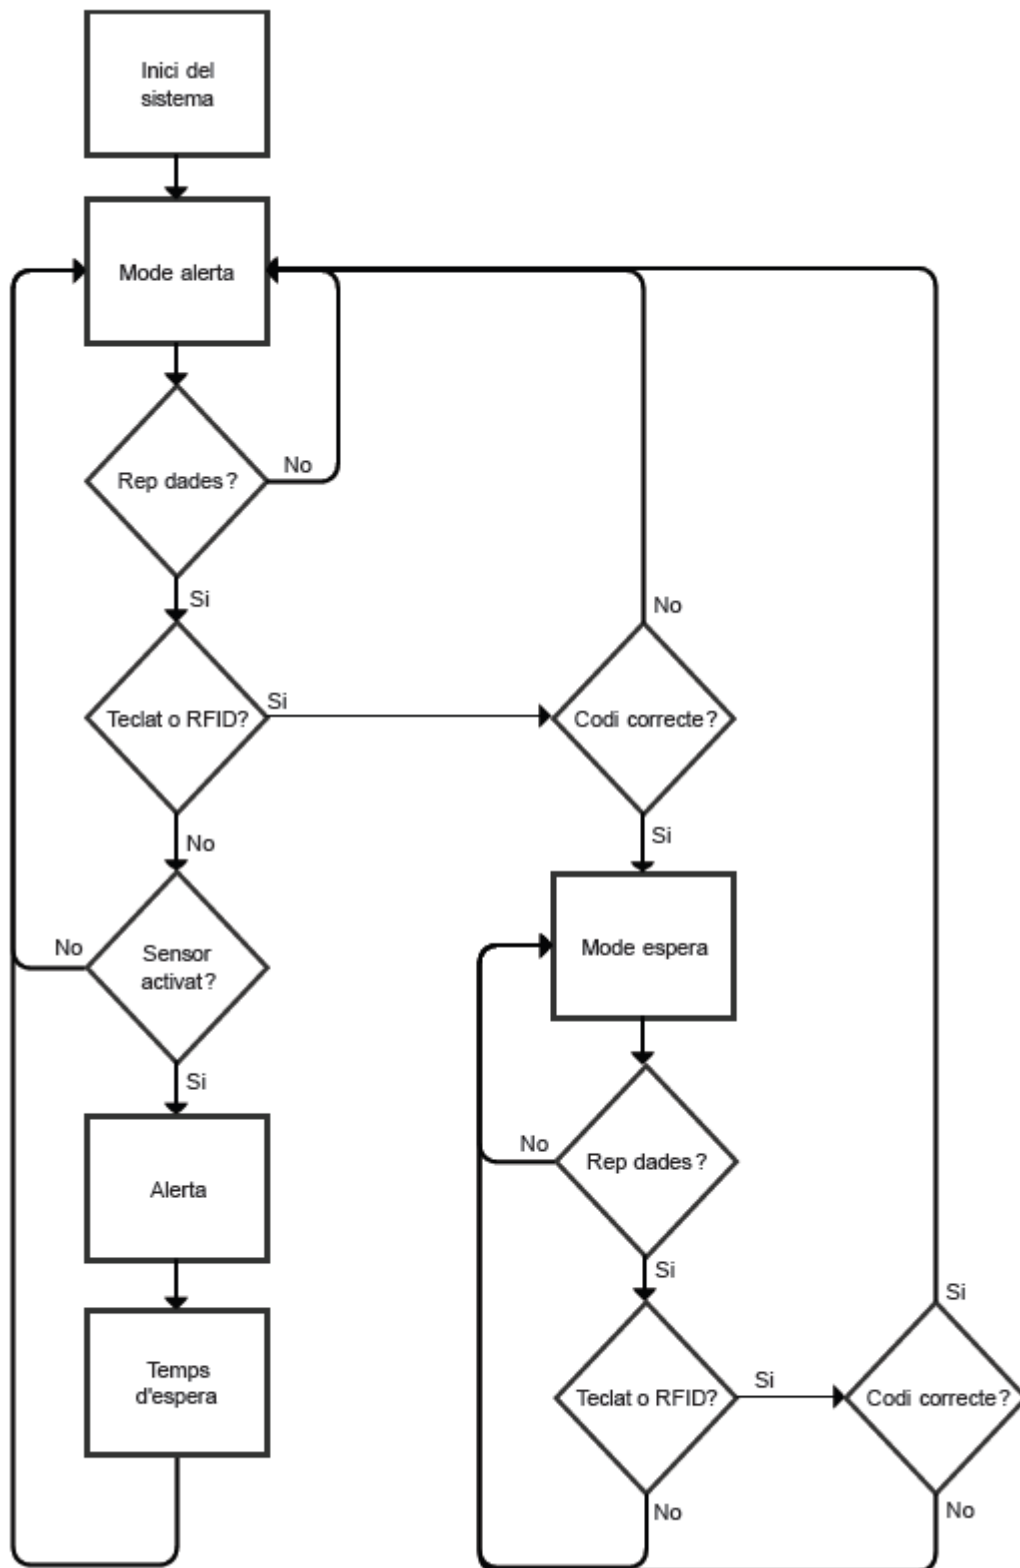 Inici del
sistema
Mode alerta
Rep dades?
No
Si
Teclat o RFID?
Si
No
Codi correcte?
No
Si
Sensor
activat?
No
Si
Mode espera
Alerta
Rep dades?
No
Si
Temps
d'espera
Teclat o RFID?
Si
No
Codi correcte?
Si
No